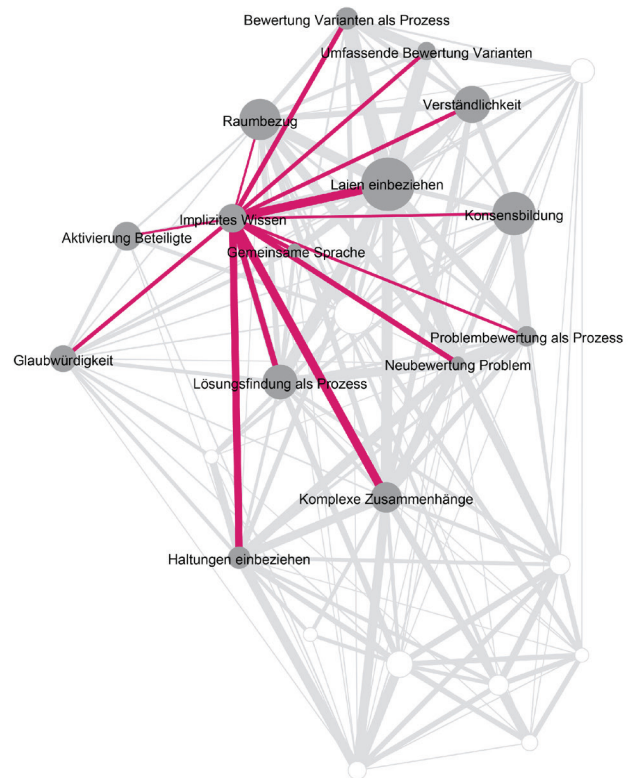 Bewertung Varianten als Prozess
Umfassende Bewertung Varianten
Verständlichkeit
Raumbezug
Laien einbeziehen
Implizites Wissen
Konsensbildung
Aktivierung Beteiligte
Gemeinsame Sprache
Problembewertung als Prozess
Glaubwürdigkeit
Neubewertung Problem
Lösungsfindung als Prozess
Komplexe Zusammenhänge
Haltungen einbeziehen